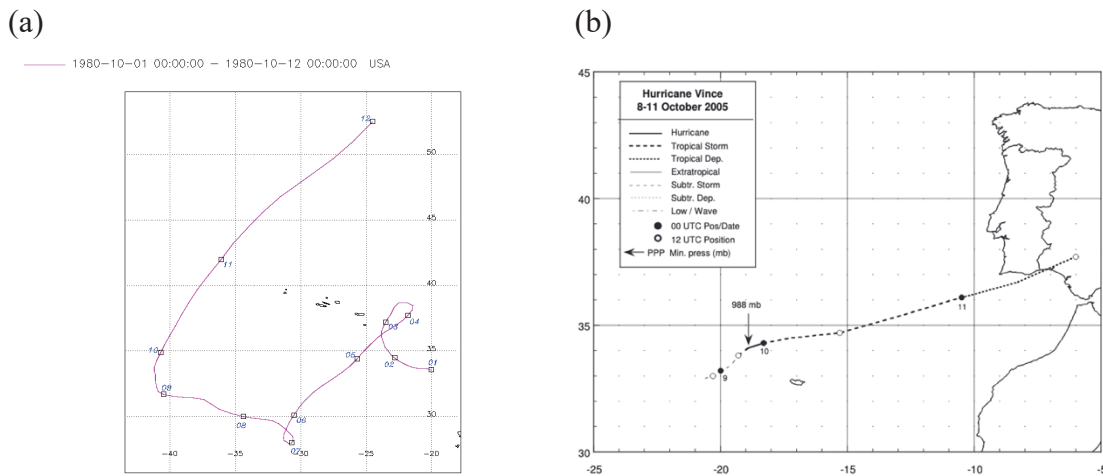 (a)
1980-10-01 00:00:00 - 1980-10-12 00:00:00 USA
12
50
45
11
40
03
04
10
05
35
02
01
08
06
30
07
-40 -35 -30 -25 -20
(b)
45
Hurricane Vince
8-11 October 2005
Hurricane
Tropical Storm
Tropical Dep.
Extratropical
Subtr. Storm
Subtr. Dep.
Low / Wave
00 UTC Pos/Date
12 UTC Position
PPP Min. press (mb)
40
988 mb
11
35
10
9
30
-25 -20 -15 -10 -5